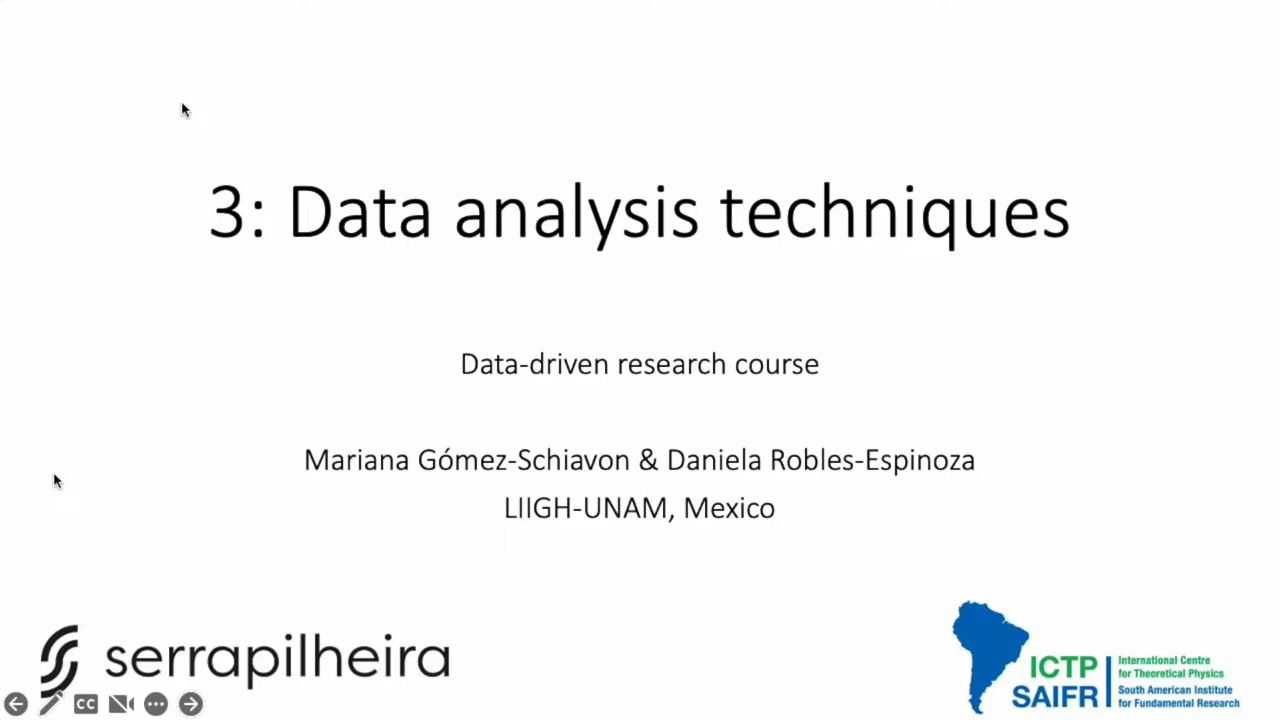 3: Data analysis techniques
Data-driven research course
Mariana Gómez-Schiavon & Daniela Robles-Espinoza
LIIGH-UNAM, Mexico
serrapilheira
CC
ICTP
SAIFR
International Centre
for Theoretical Physics
South American Institute
for Fundamental Research